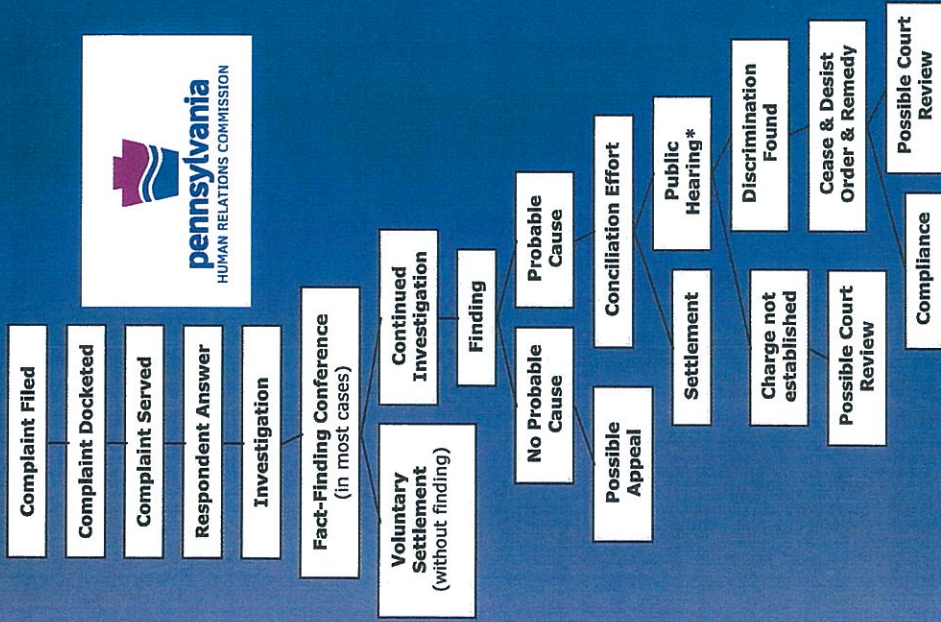 Complaint Filed
Complaint Docketed
Complaint Served
Respondent Answer
Investigation
Fact-Finding Conference
(in most cases)
Voluntary
Settlement
(without finding)
Continued
Investigation
Finding
No Probable
Cause
Probable
Cause
Possible
Appeal
Conciliation Effort
Settlement
Public
Hearing*
Charge not
established
Discrimination
Found
Possible Court
Review
Cease & Desist
Order & Remedy
Compliance
Possible Court
Review
pennsylvania
HUMAN RELATIONS COMMISSION